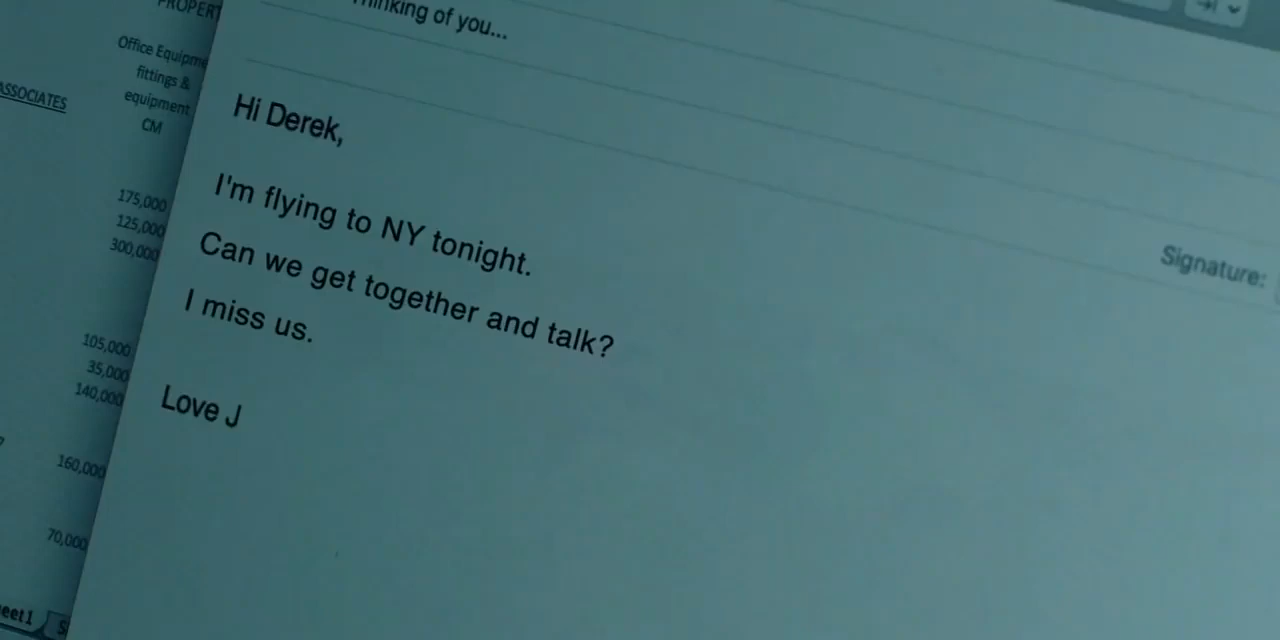 PROPERT
Office Equipme
fittings &
equipment
CM
ASSOCIATES
175,000
125,000
300,000
105,000
35,000
140,000
160,000
70,000
eet1
S
Thinking of you...
Signature:
Hi Derek,
I'm flying to NY tonight.
Can we get together and talk?
I miss us.
Love J